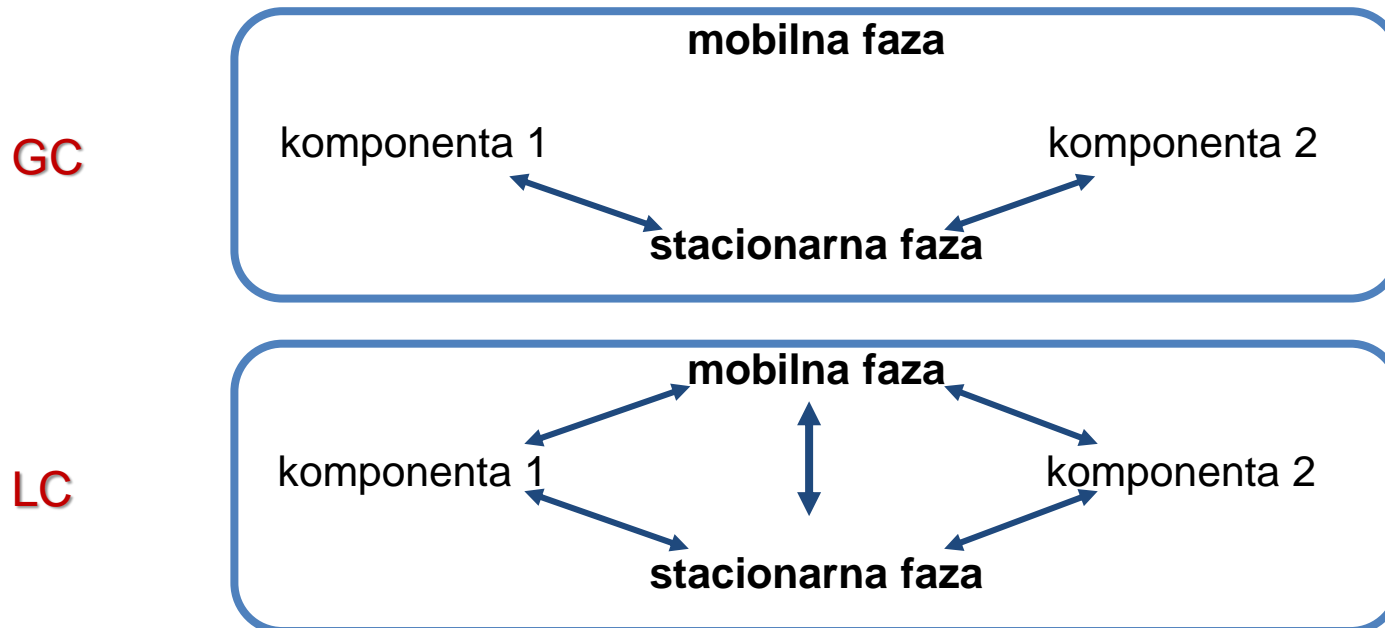 mobilna faza
GC
komponenta 1
komponenta 2
stacionarna faza
mobilna faza
LC
komponenta 1
komponenta 2
stacionarna faza